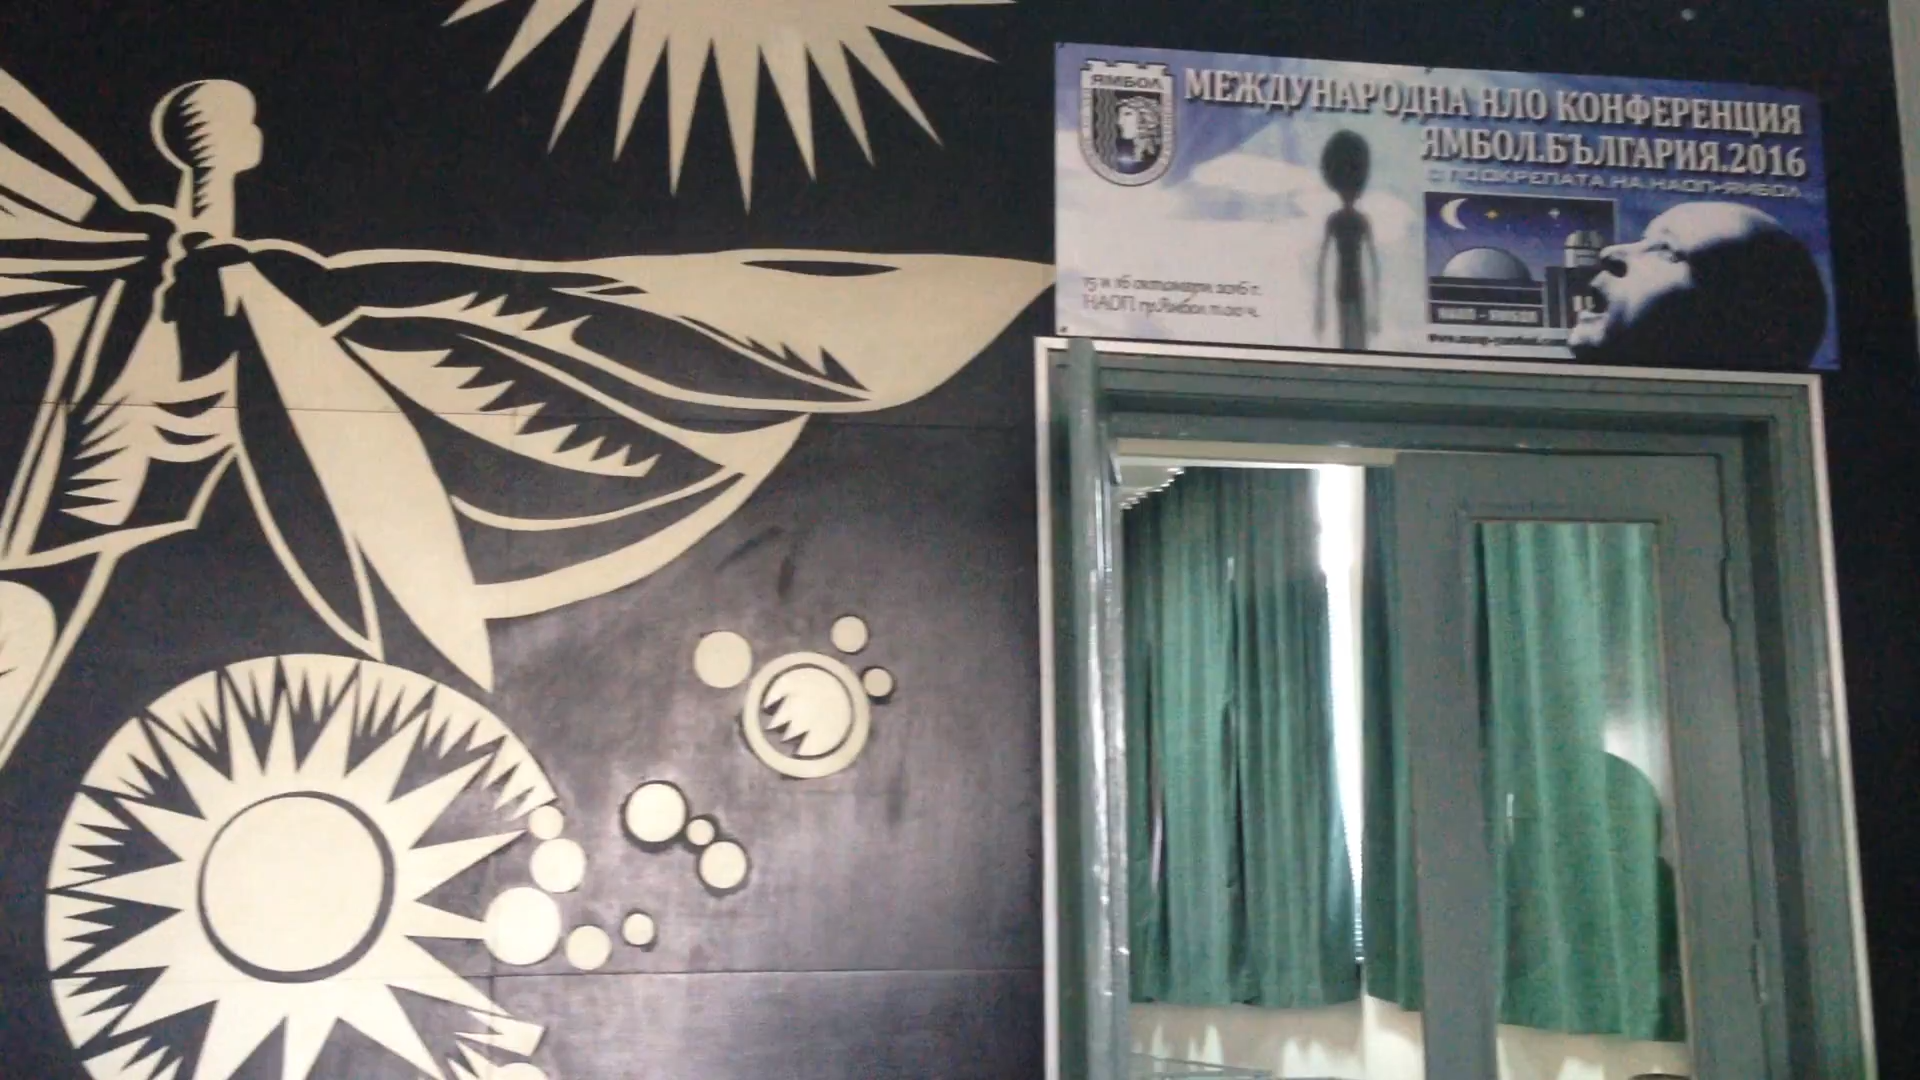 ЯМБОЛ
МЕЖДУНАРОДНА НЛО КОНФЕРЕНЦИЯ
ЯМБОЛ.БЪЛГАРИЯ.2016
С ПОДКРЕПАТА НА НАОП-ЯМБОЛ
15 и 16 октомври 2016 г.
НАОП гр.Ямбол
НАОП - ЯМБОЛ